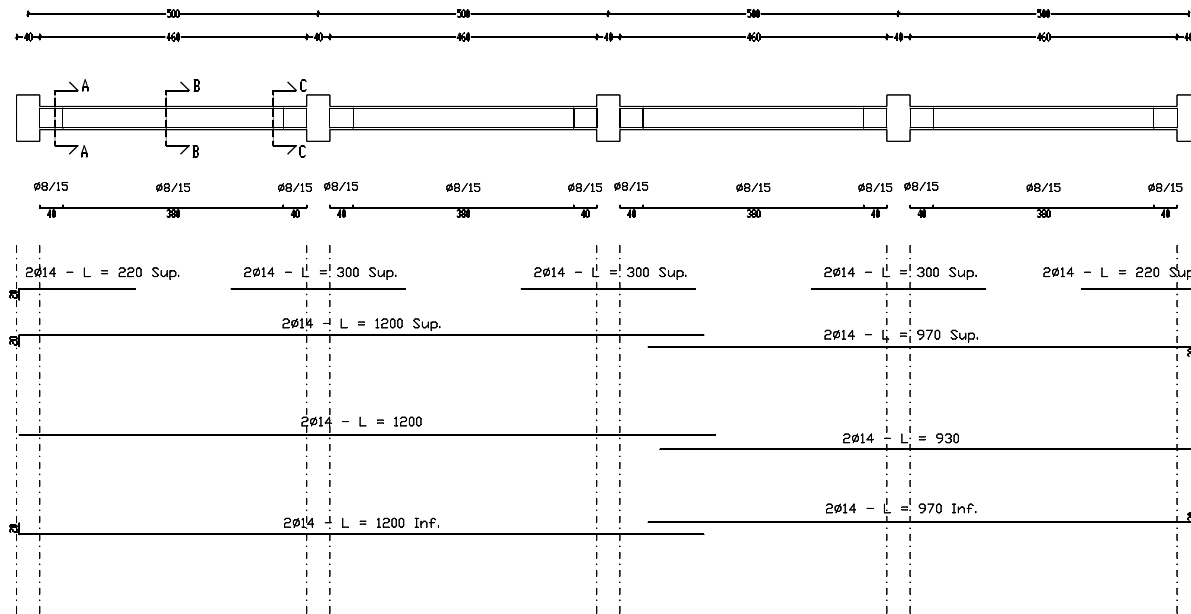 500 500 500 500
40 460 40 460 40 460 40 460
A B C
A B C
ø8/15 ø8/15 ø8/15 ø8/15 ø8/15 ø8/15 ø8/15 ø8/15 ø8/15 ø8/15 ø8/15 ø8/15
40 380 40 40 380 40 40 380 40 40 380 40
2ø14 - L = 220 Sup. 2ø14 - L = 300 Sup. 2ø14 - L = 300 Sup. 2ø14 - L = 300 Sup. 2ø14 - L = 220 Sup
20
2ø14 - L = 1200 Sup.
20
2ø14 - L = 970 Sup.
2ø14 - L = 1200
2ø14 - L = 930
2ø14 - L = 970 Inf.
2ø14 - L = 1200 Inf.
20